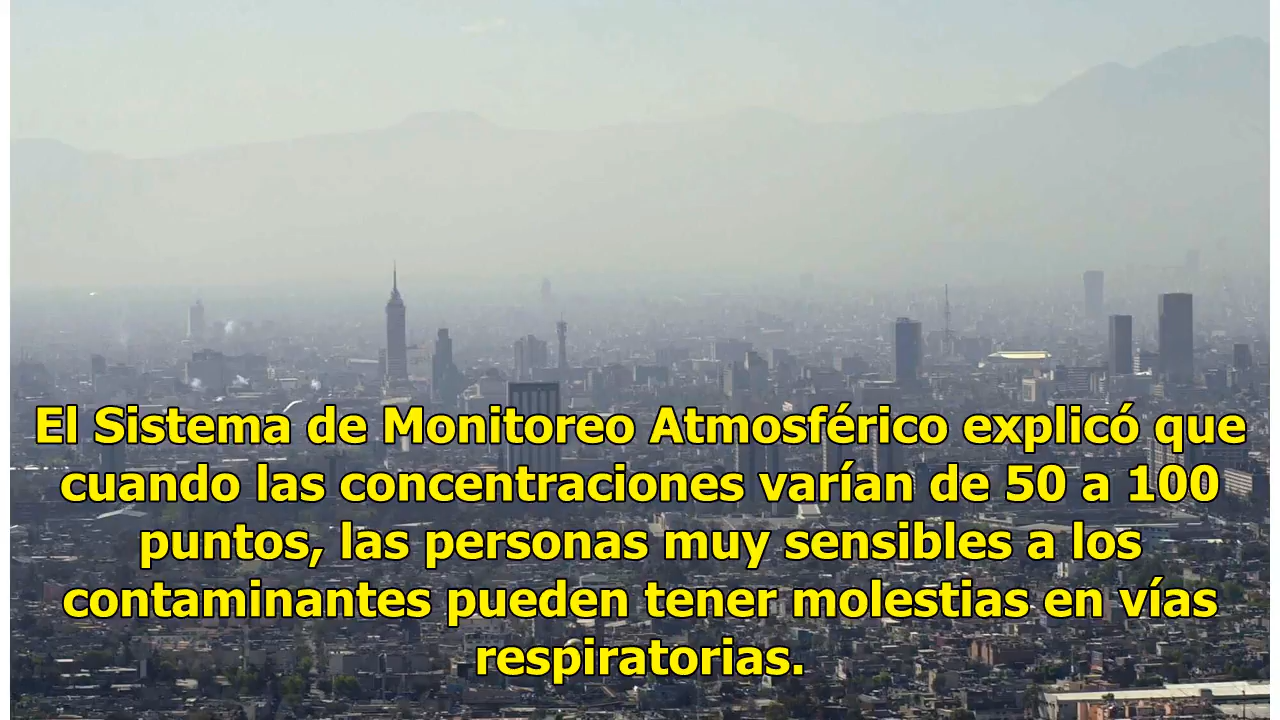 El Sistema de Monitoreo Atmosférico explicó que
cuando las concentraciones varían de 50 a 100
puntos, las personas muy sensibles a los
contaminantes pueden tener molestias en vías
respiratorias.